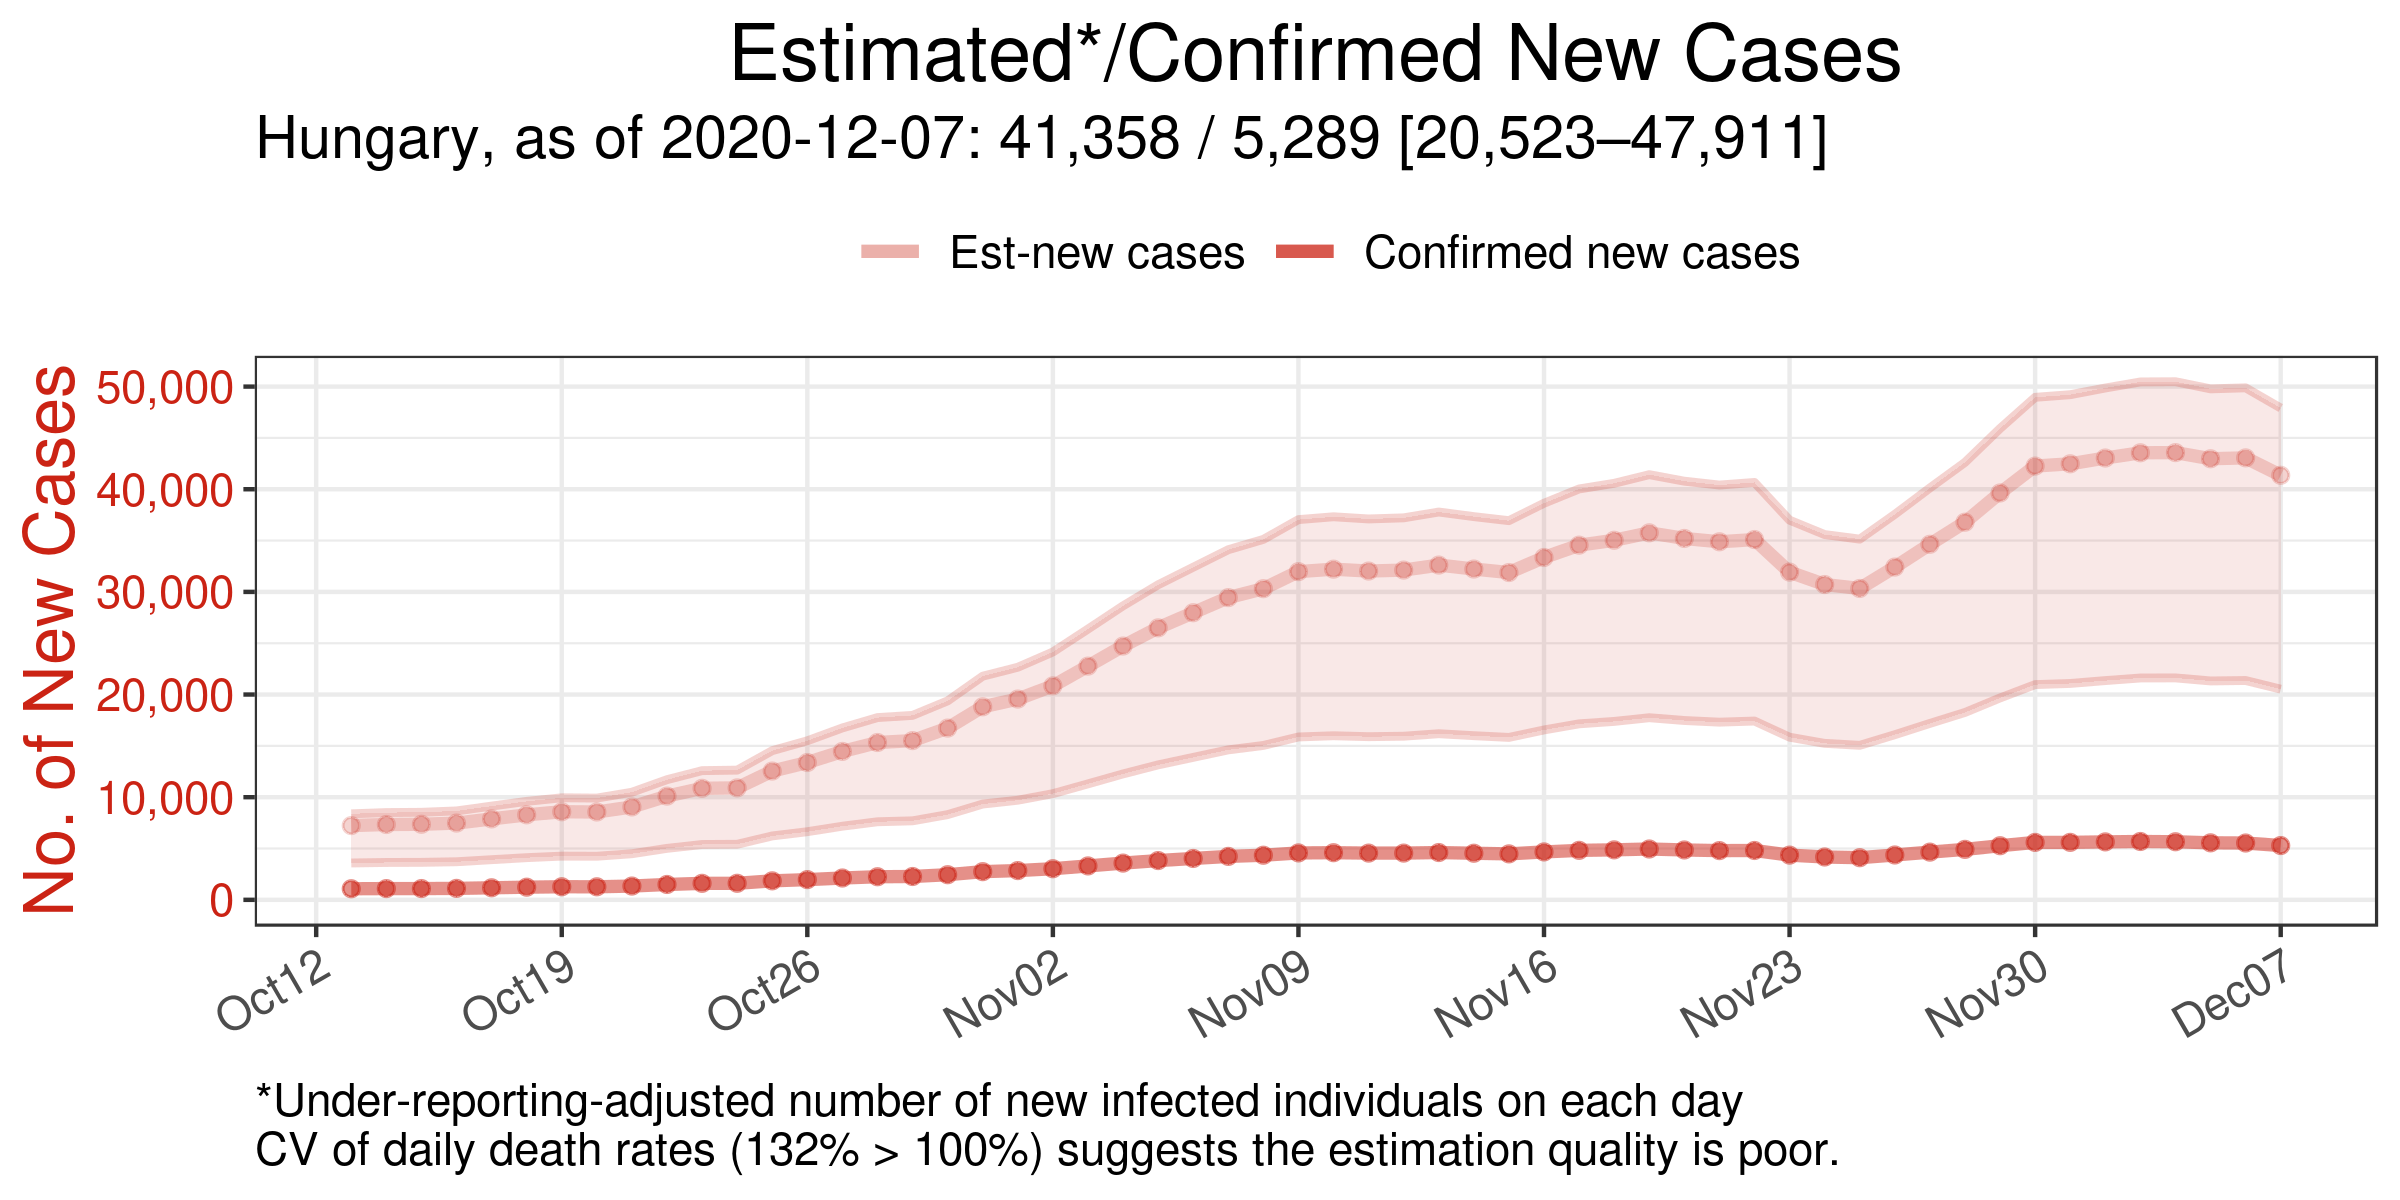 Estimated*/Confirmed New Cases
Hungary, as of 2020-12-07: 41,358 / 5,289 [20,523–47,911]
Est-new cases Confirmed new cases
No. of New Cases
50,000
40,000
30,000
20,000
10,000
0
Oct12 Oct19 Oct26 Nov02 Nov09 Nov16 Nov23 Nov30 Dec07
*Under-reporting-adjusted number of new infected individuals on each day
CV of daily death rates (132% > 100%) suggests the estimation quality is poor.